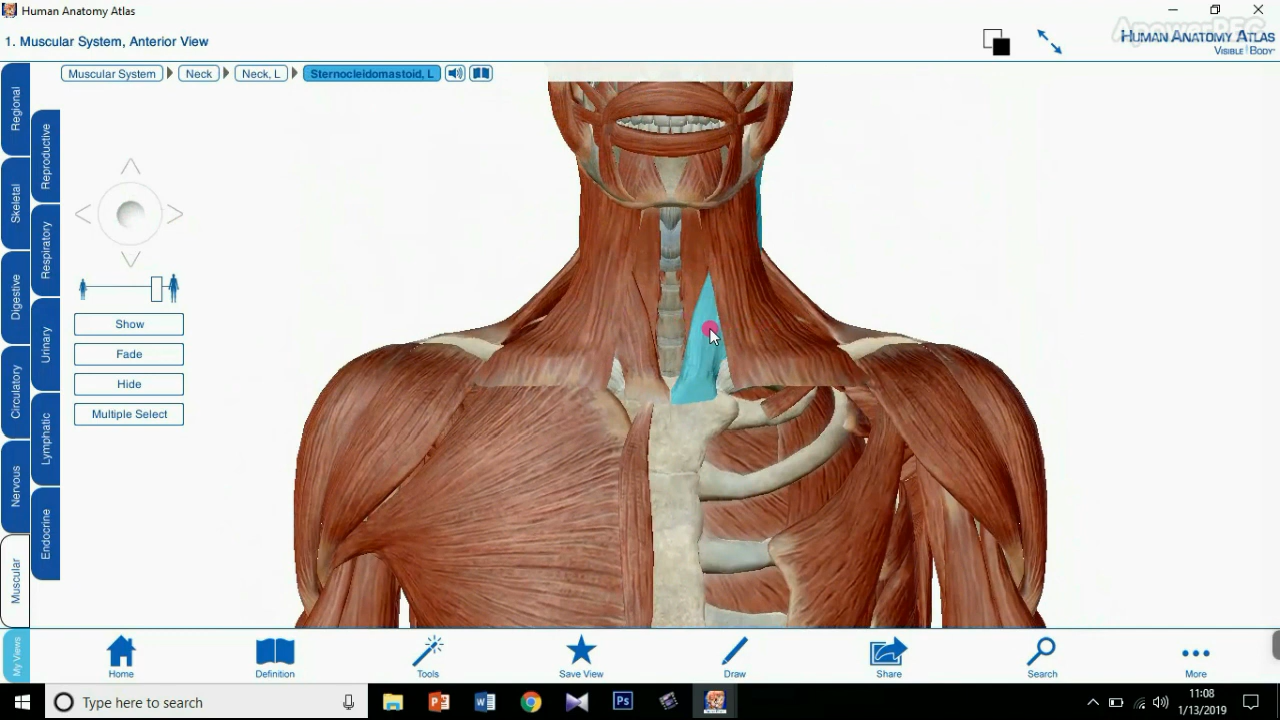 Human Anatomy Atlas
1. Muscular System, Anterior View
ApowerREC
HUMAN ANATOMY ATLAS
VISIBLE BODY®
Muscular System
Neck
Neck, L
Sternocleidomastoid, L
Regional
Skeletal
Digestive
Circulatory
Nervous
Muscular
My Views
Reproductive
Respiratory
Urinary
Lymphatic
Endocrine
Show
Fade
Hide
Multiple Select
Home
Definition
Tools
Save View
Draw
Share
Search
More
Type here to search
11:08
1/13/2019